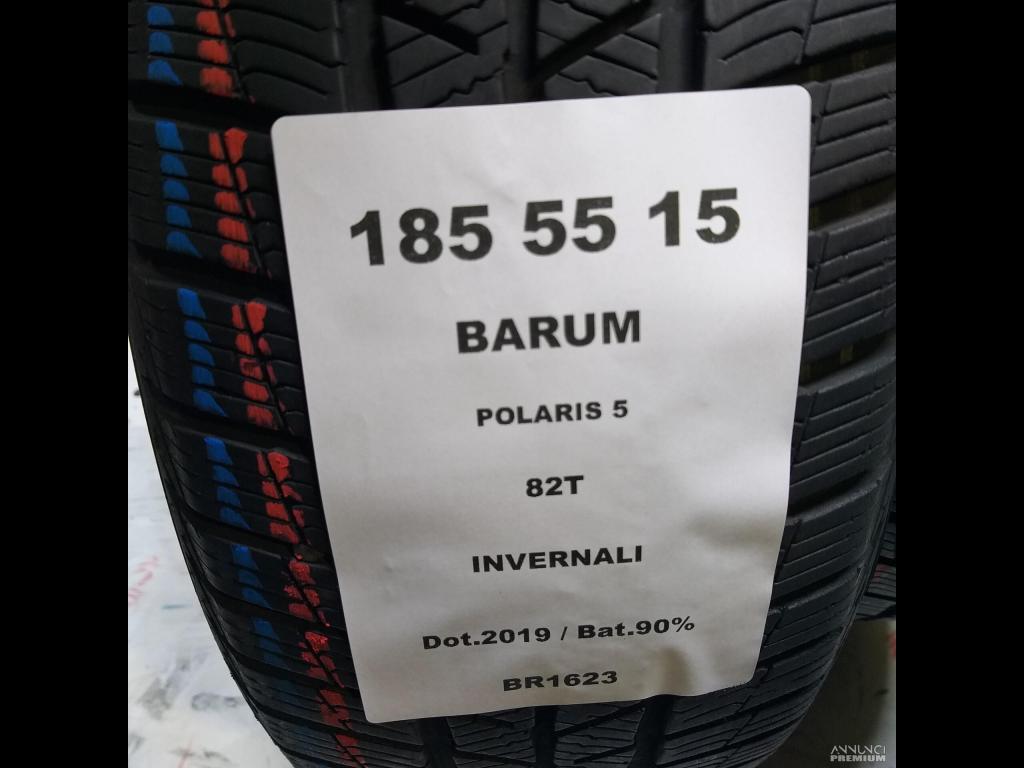 185 55 15
BARUM
POLARIS 5
82T
INVERNALI
Dot.2019 / Bat.90%
BR1623
ANNUNCI
PREMIUM